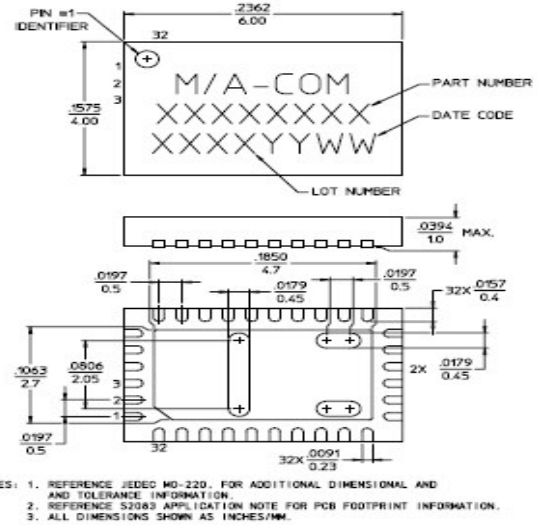 PIN #1
IDENTIFIER
.2362
6.00
32
1
2
3
.1575
4.00
M/A-COM
XXXXXXXX
XXXXYYWW
PART NUMBER
DATE CODE
LOT NUMBER
.0394
1.0
MAX.
.1850
4.7
.0197
0.5
.0179
0.45
.0197
0.5
32X .0157
0.4
.1063
2.7
.0806
2.05
3
2
1
2X .0179
0.45
.0197
0.5
32
32X .0091
0.23
ES: 1. REFERENCE JEDEC MO-220, FOR ADDITIONAL DIMENSIONAL AND
AND TOLERANCE INFORMATION.
2. REFERENCE S2083 APPLICATION NOTE FOR PCB FOOTPRINT INFORMATION.
3. ALL DIMENSIONS SHOWN AS INCHES/MM.